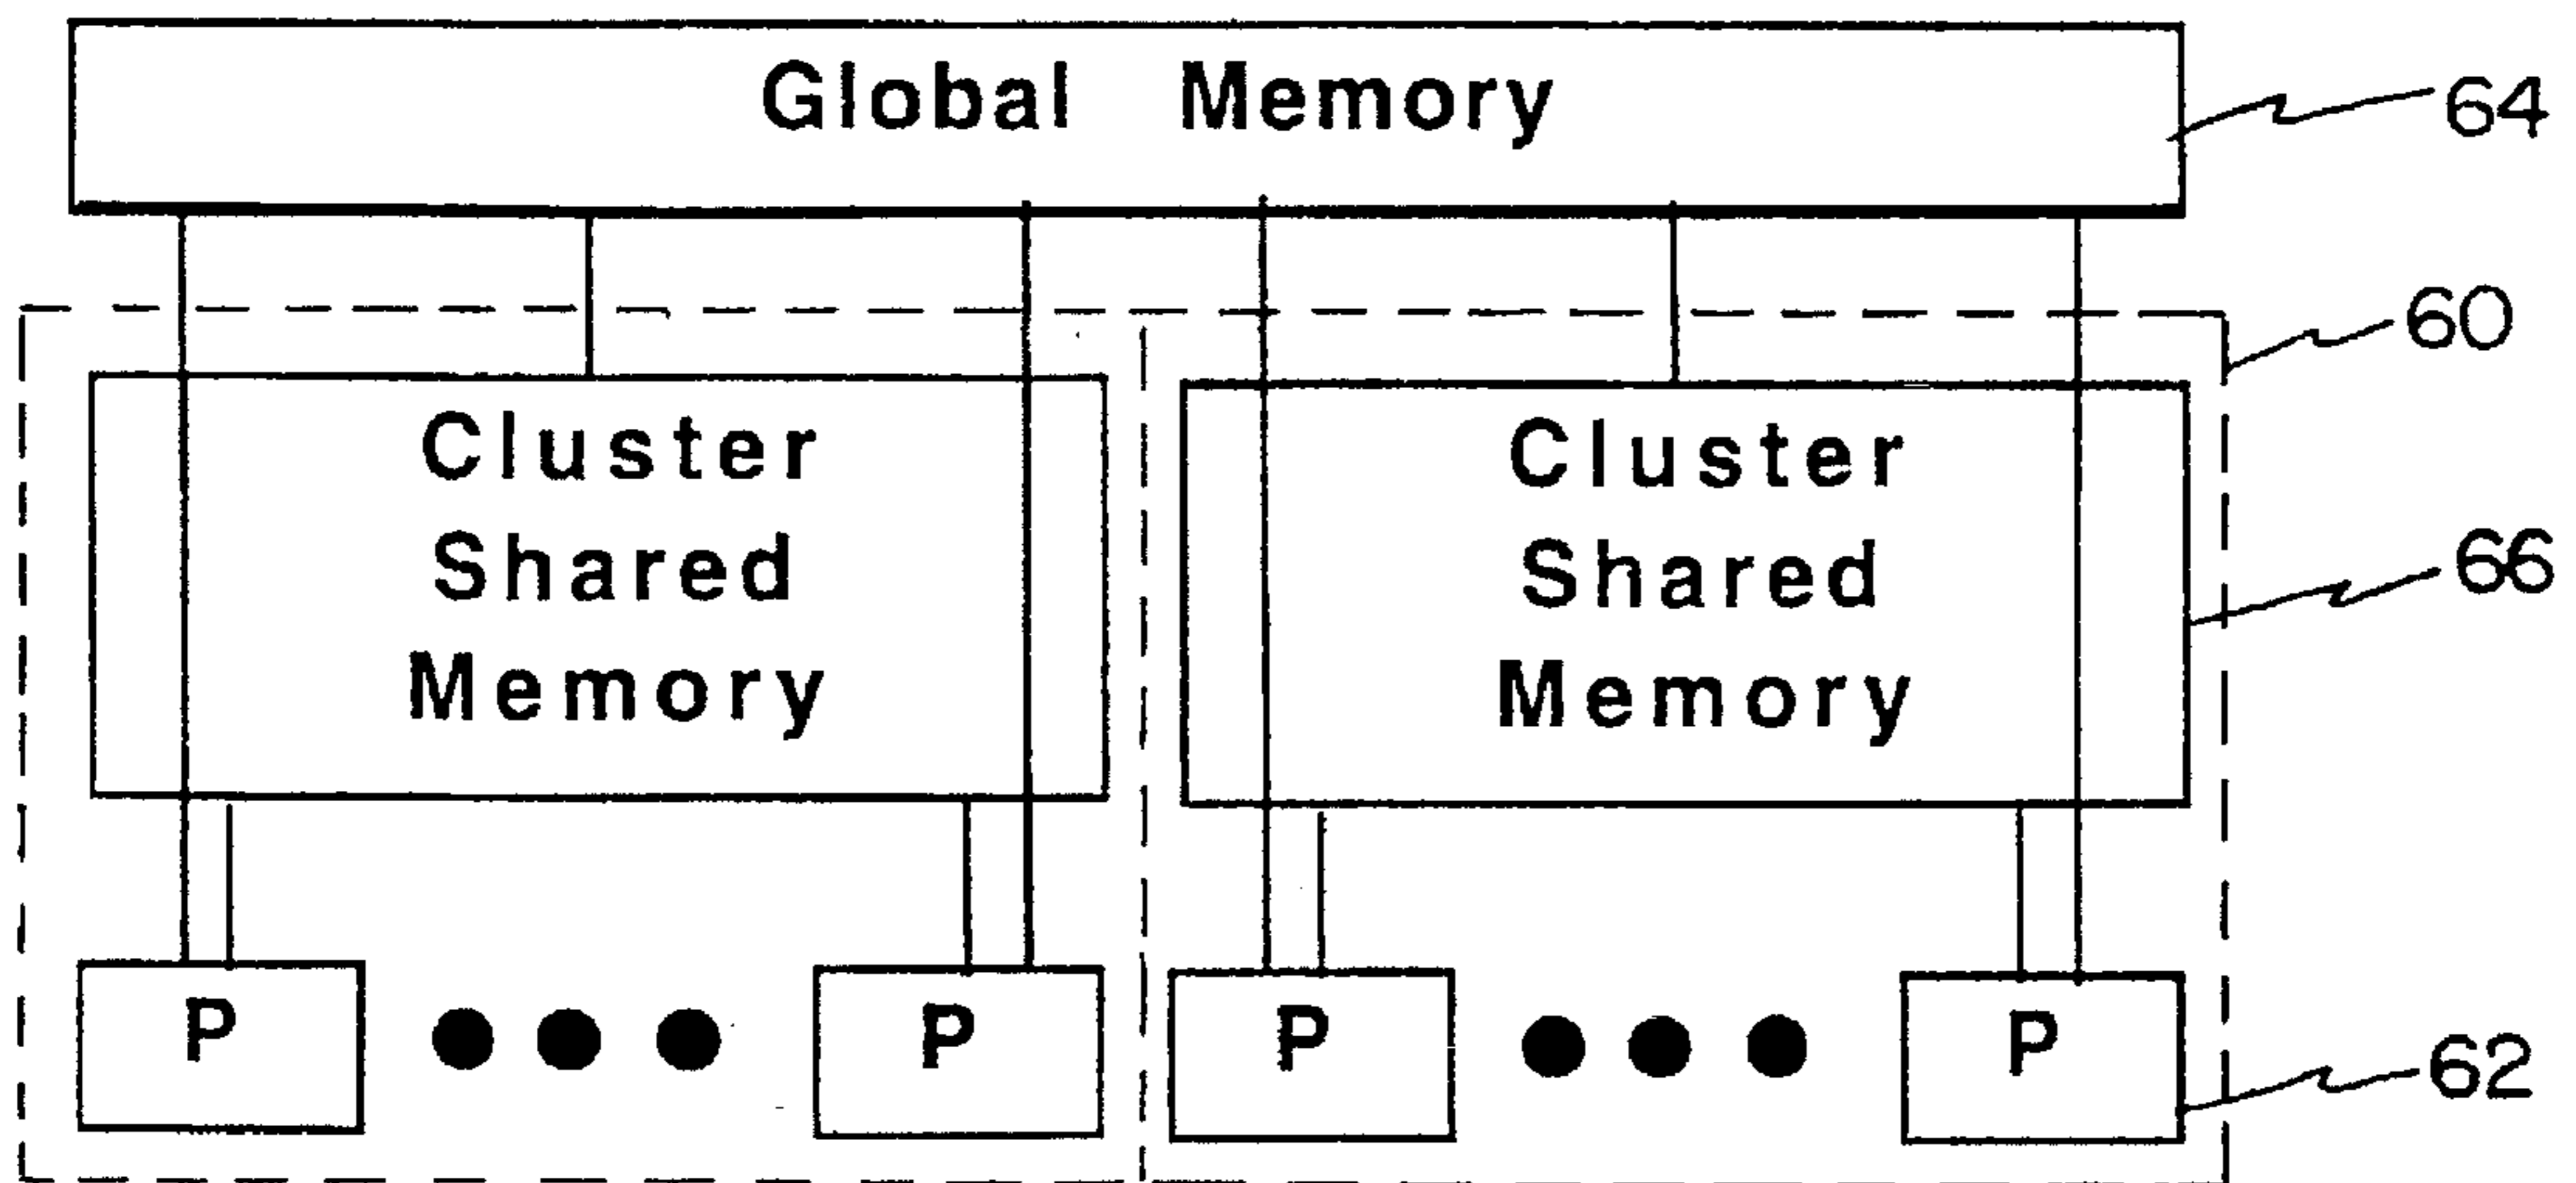 Global Memory
64
60
Cluster
Shared
Memory
Cluster
Shared
Memory
66
P
P
P
P
62